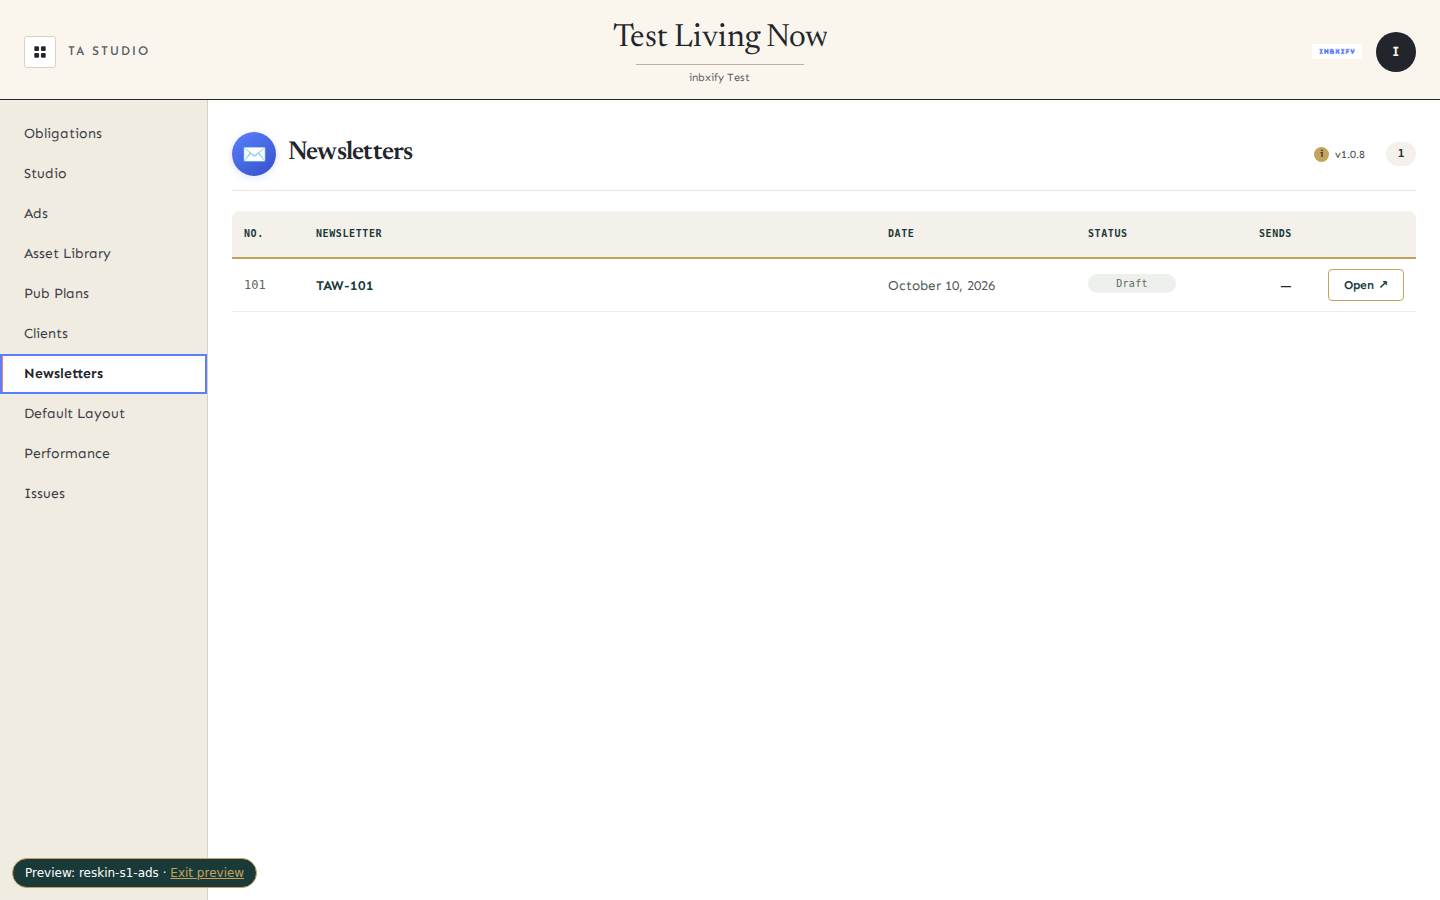 TA STUDIO
Test Living Now
inbxify Test
INBXIFY
I
Obligations
Studio
Ads
Asset Library
Pub Plans
Clients
Newsletters
Default Layout
Performance
Issues
Newsletters
i v1.0.8
1
NO. NEWSLETTER DATE STATUS SENDS
101 TAW-101 October 10, 2026 Draft — Open ↗
Preview: reskin-s1-ads · Exit preview